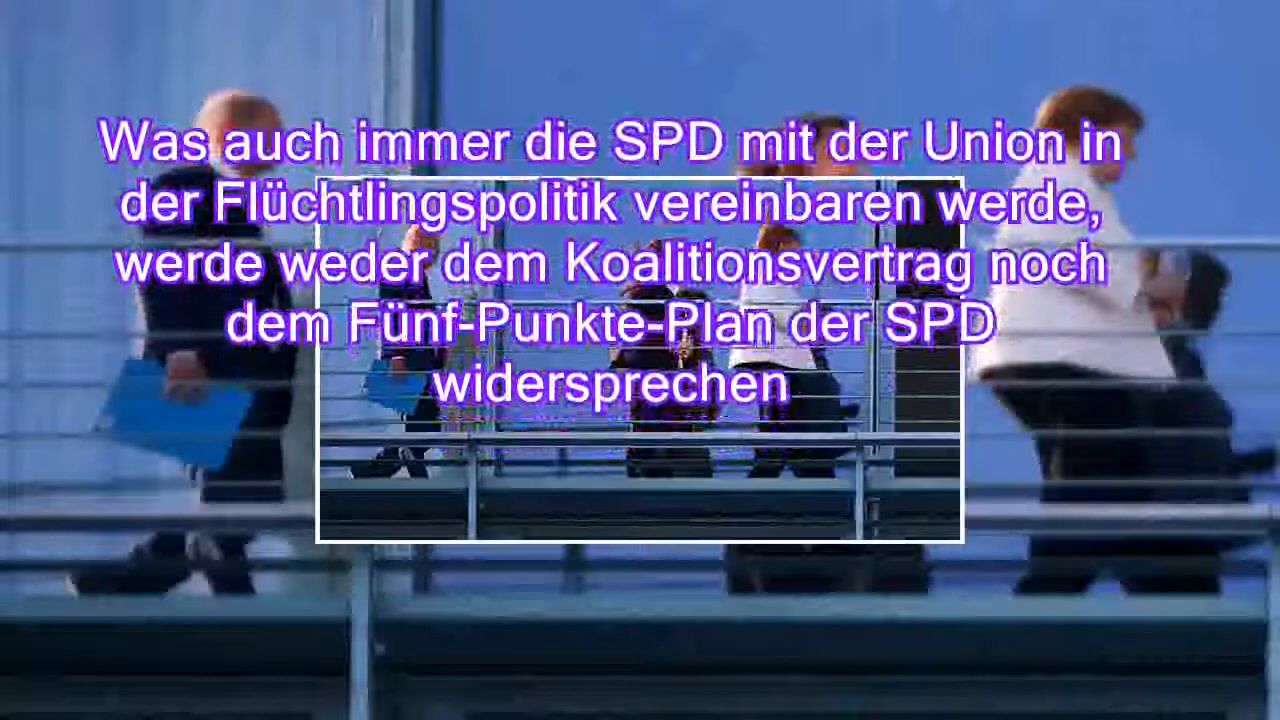 Was auch immer die SPD mit der Union in
der Flüchtlingspolitik vereinbaren werde,
werde weder dem Koalitionsvertrag noch
dem Fünf-Punkte-Plan der SPD
widersprechen